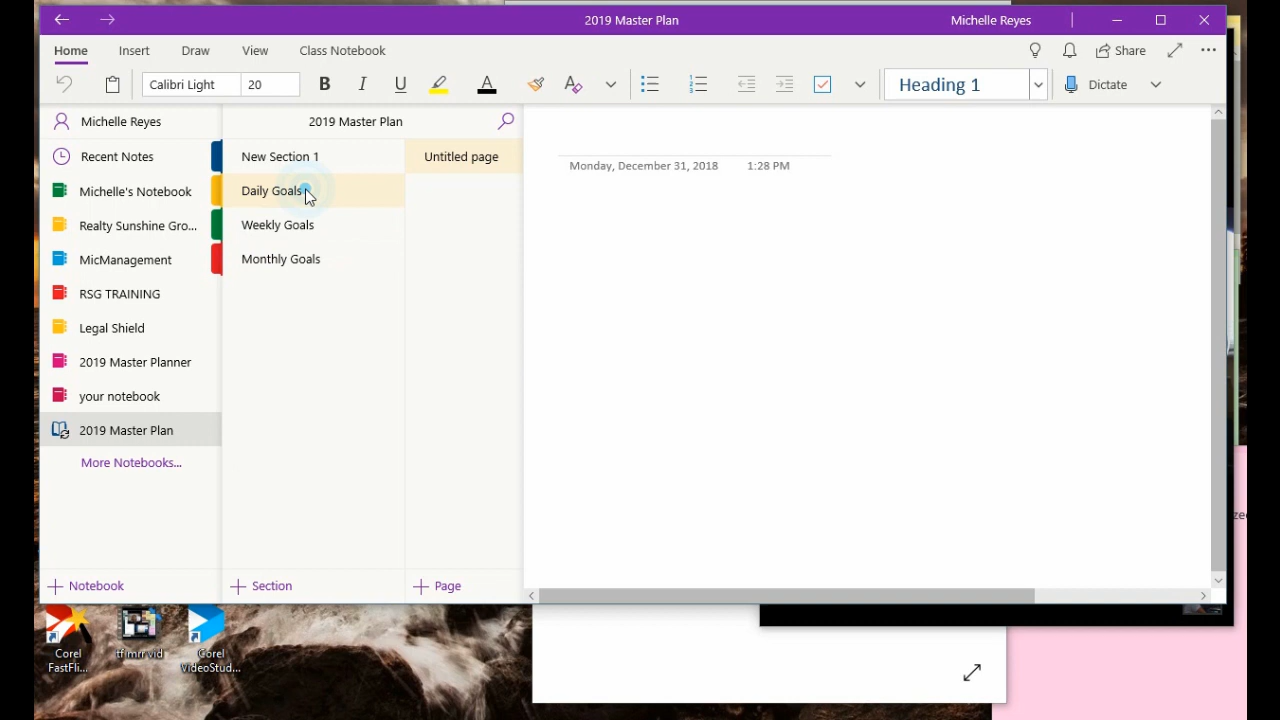 2019 Master Plan
Michelle Reyes
Home Insert Draw View Class Notebook
Share
Calibri Light 20 B I U A Heading 1 Dictate
Michelle Reyes
2019 Master Plan
Recent Notes
Michelle's Notebook
Realty Sunshine Gro...
MicManagement
RSG TRAINING
Legal Shield
2019 Master Planner
your notebook
2019 Master Plan
More Notebooks...
New Section 1
Daily Goals
Weekly Goals
Monthly Goals
Untitled page
Monday, December 31, 2018 1:28 PM
+ Notebook
+ Section
+ Page
Corel
FastFli...
tf mrr vid
Corel
VideoStud...